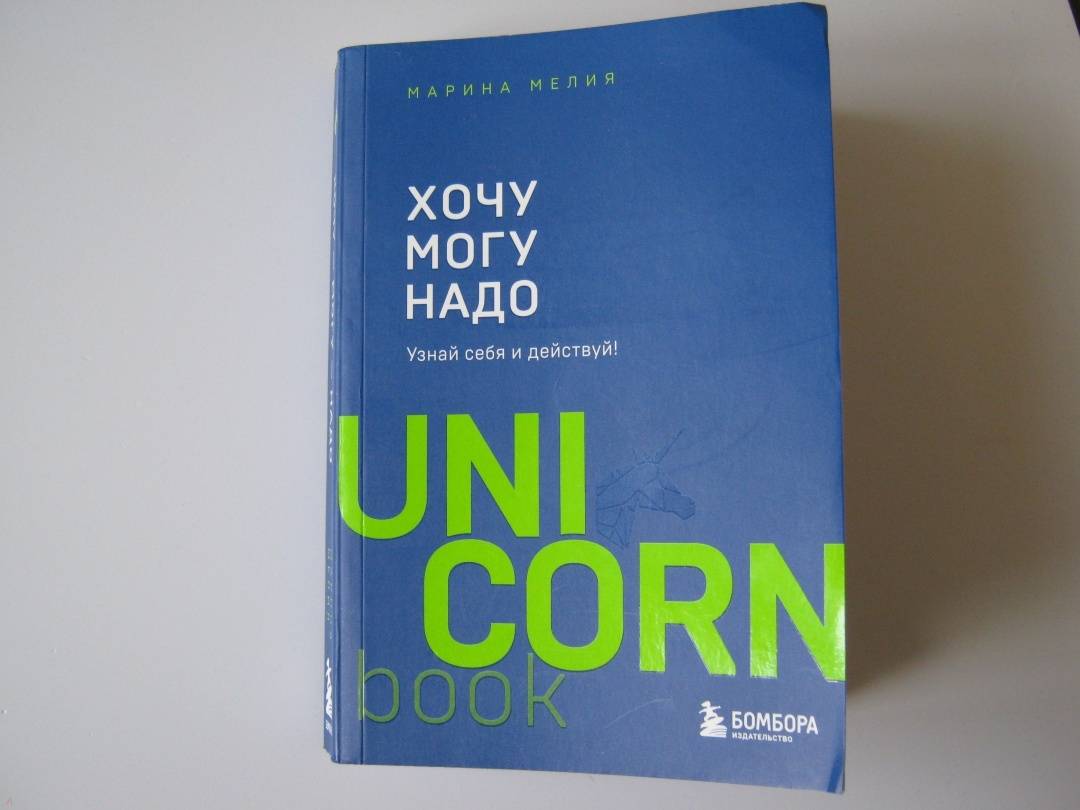 МАРИНА МЕЛИЯ
ХОЧУ
МОГУ
НАДО
Узнай себя и действуй!
UNI
CORN
book
БОМБОРА
ИЗДАТЕЛЬСТВО